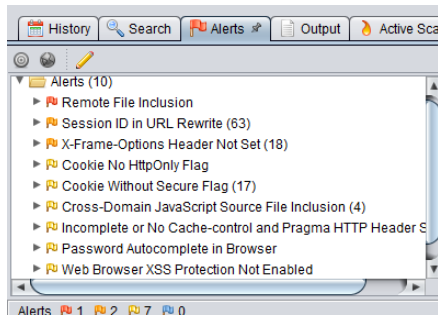 History Search Alerts Output Active Sca
Alerts (10)
Remote File Inclusion
Session ID in URL Rewrite (63)
X-Frame-Options Header Not Set (18)
Cookie No HttpOnly Flag
Cookie Without Secure Flag (17)
Cross-Domain JavaScript Source File Inclusion (4)
Incomplete or No Cache-control and Pragma HTTP Header S
Password Autocomplete in Browser
Web Browser XSS Protection Not Enabled
Alerts 1 2 7 0